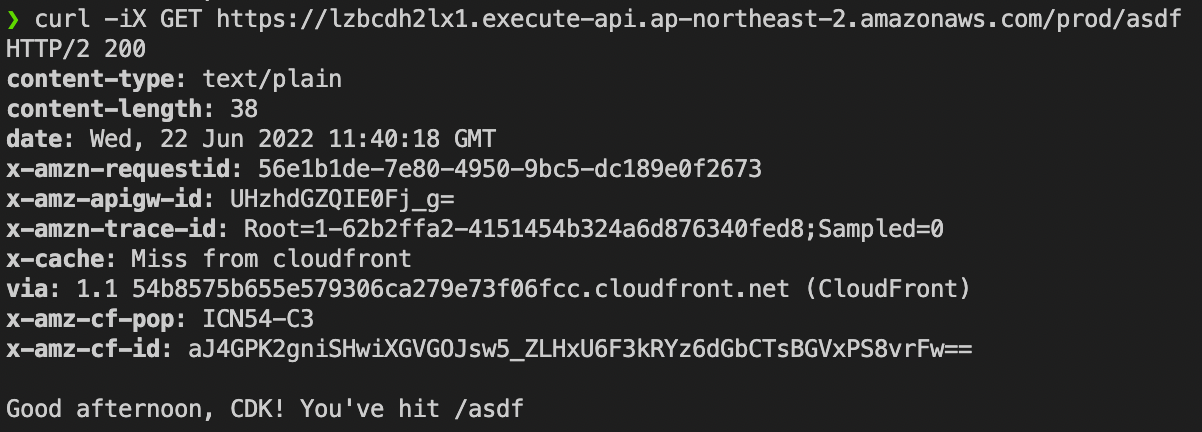 ❯ curl -iX GET https://lzbcdh2lx1.execute-api.ap-northeast-2.amazonaws.com/prod/asdf
HTTP/2 200
content-type: text/plain
content-length: 38
date: Wed, 22 Jun 2022 11:40:18 GMT
x-amzn-requestid: 56e1b1de-7e80-4950-9bc5-dc189e0f2673
x-amz-apigw-id: UHzhdGZQIE0Fj_g=
x-amzn-trace-id: Root=1-62b2ffa2-4151454b324a6d876340fed8;Sampled=0
x-cache: Miss from cloudfront
via: 1.1 54b8575b655e579306ca279e73f06fcc.cloudfront.net (CloudFront)
x-amz-cf-pop: ICN54-C3
x-amz-cf-id: aJ4GPK2gniSHwiXGVGOJsw5_ZLHxU6F3kRYz6dGbCTsBGVxPS8vrFw==
Good afternoon, CDK! You've hit /asdf